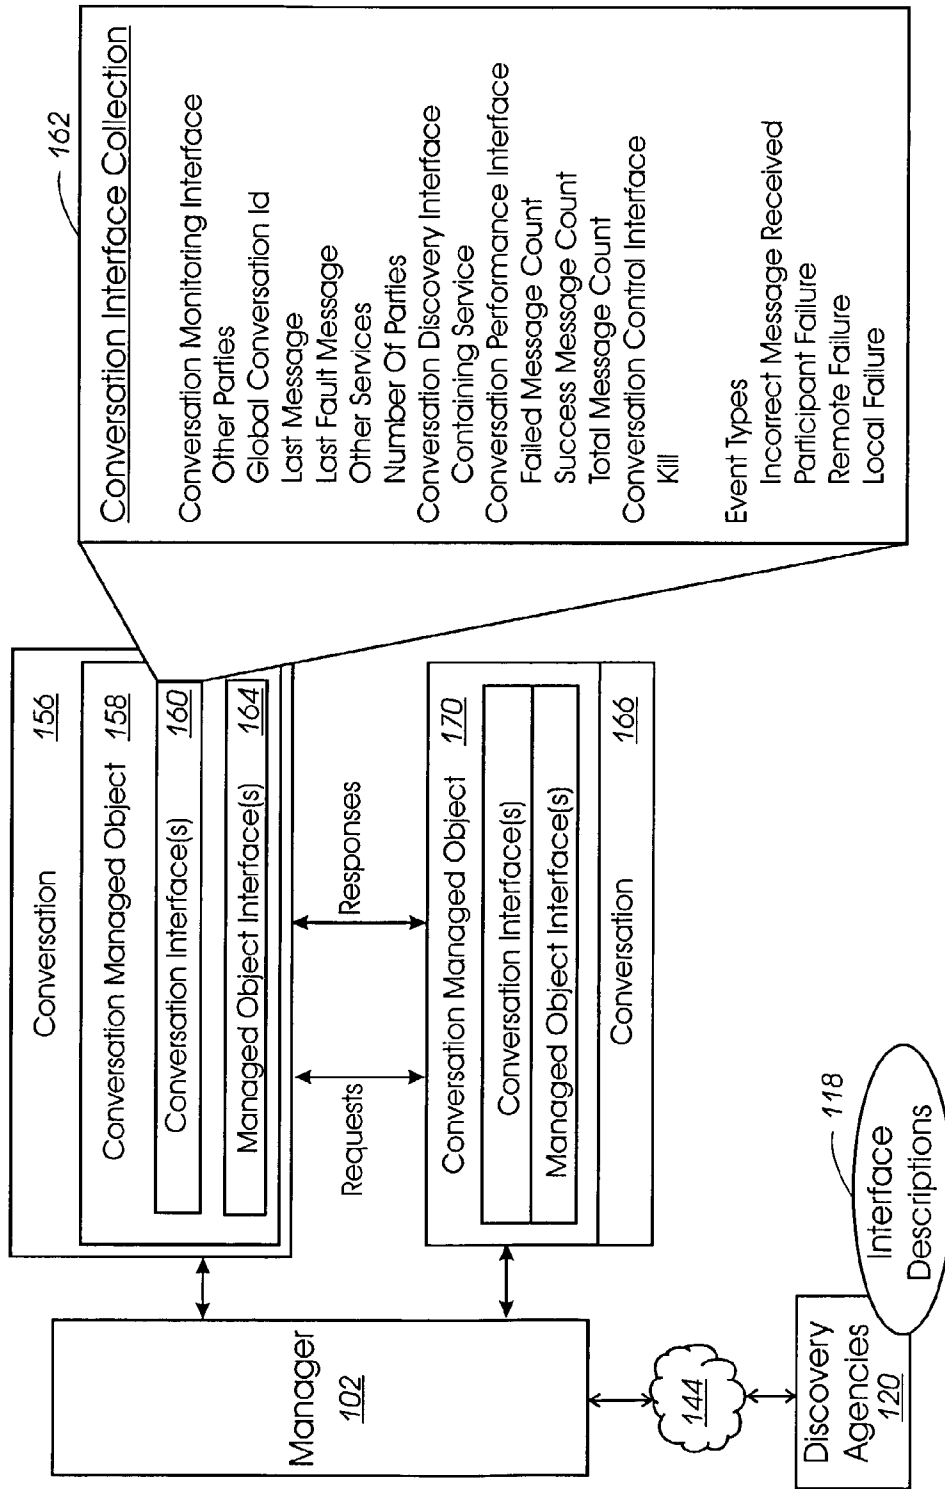 Conversation 156
Conversation Managed Object 158
Conversation Interface(s) 160
Managed Object Interface(s) 164
162
Conversation Interface Collection
Conversation Monitoring Interface
Other Parties
Global Conversation Id
Last Message
Last Fault Message
Other Services
Number Of Parties
Conversation Discovery Interface
Containing Service
Conversation Performance Interface
Failed Message Count
Success Message Count
Total Message Count
Conversation Control Interface
Kill
Event Types
Incorrect Message Received
Participant Failure
Remote Failure
Local Failure
Requests
Responses
Conversation Managed Object 170
Conversation Interface(s)
Managed Object Interface(s)
Conversation 166
Manager
102
144
Discovery
Agencies
120
118
Interface
Descriptions